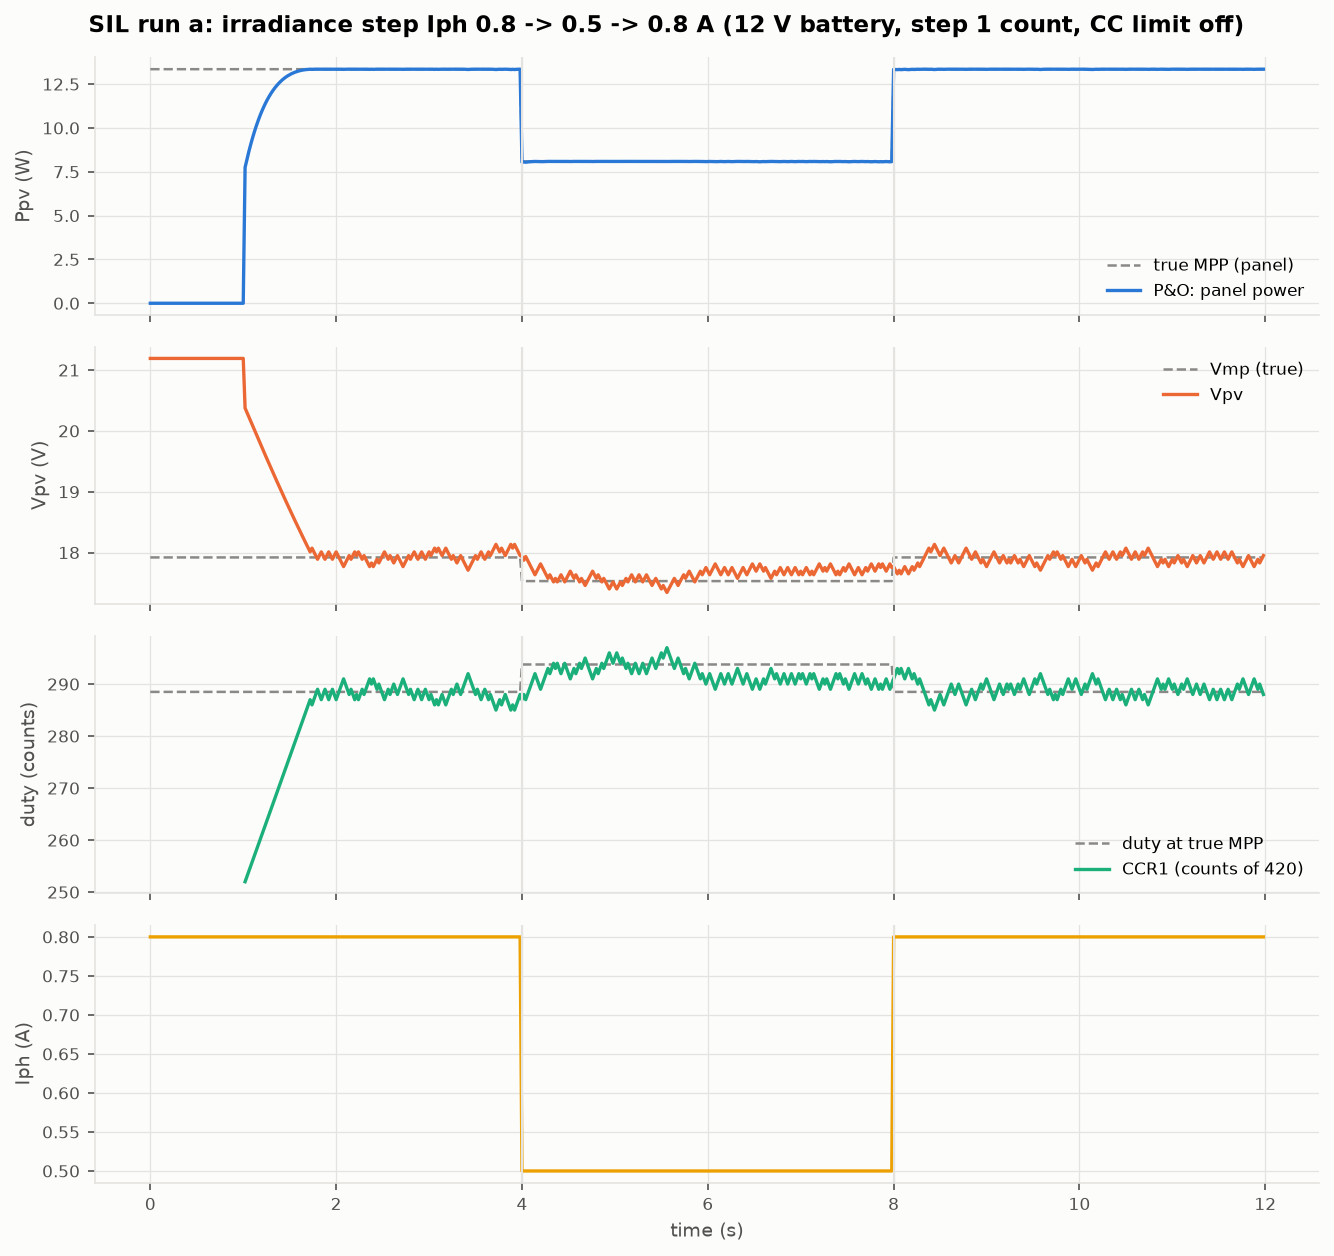 SIL run a: irradiance step Iph 0.8 -> 0.5 -> 0.8 A (12 V battery, step 1 count, CC limit off)
Ppv (W)
12.5
10.0
7.5
5.0
2.5
0.0
true MPP (panel)
P&O: panel power
Vpv (V)
21
20
19
18
Vmp (true)
Vpv
duty (counts)
290
280
270
260
250
duty at true MPP
CCR1 (counts of 420)
Iph (A)
0.80
0.75
0.70
0.65
0.60
0.55
0.50
0
2
4
6
8
10
12
time (s)